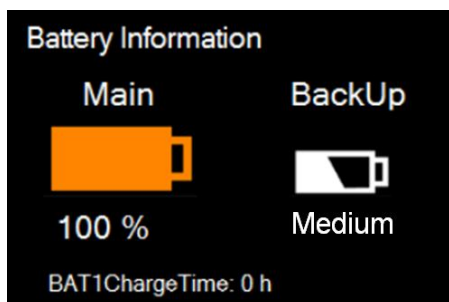 Battery Information
Main BackUp
100 % Medium
BAT1ChargeTime: 0 h